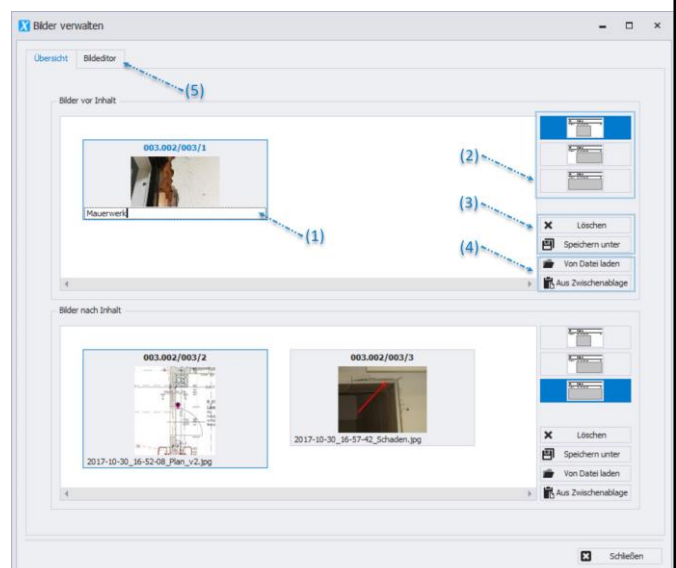 Bilder verwalten
Übersicht Bildeditor
(5)
Bilder vor Inhalt
003.002/003/1
Mauerwerk
(1)
(2)
(3)
Löschen
Speichern unter
(4)
Von Datei laden
Aus Zwischenablage
Bilder nach Inhalt
003.002/003/2
2017-10-30_16-52-08_Plan_v2.jpg
003.002/003/3
2017-10-30_16-57-42_Schaden.jpg
Löschen
Speichern unter
Von Datei laden
Aus Zwischenablage
Schließen